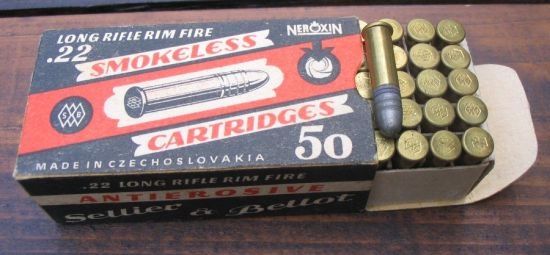 LONG RIFLE RIM FIRE
.22
SMOKELESS
NEROXIN
S B
CARTRIDGES
50
MADE IN CZECHOSLOVAKIA
.22 LONG RIFLE RIM FIRE
ANTIEROSIVE
Sellier & Bellot